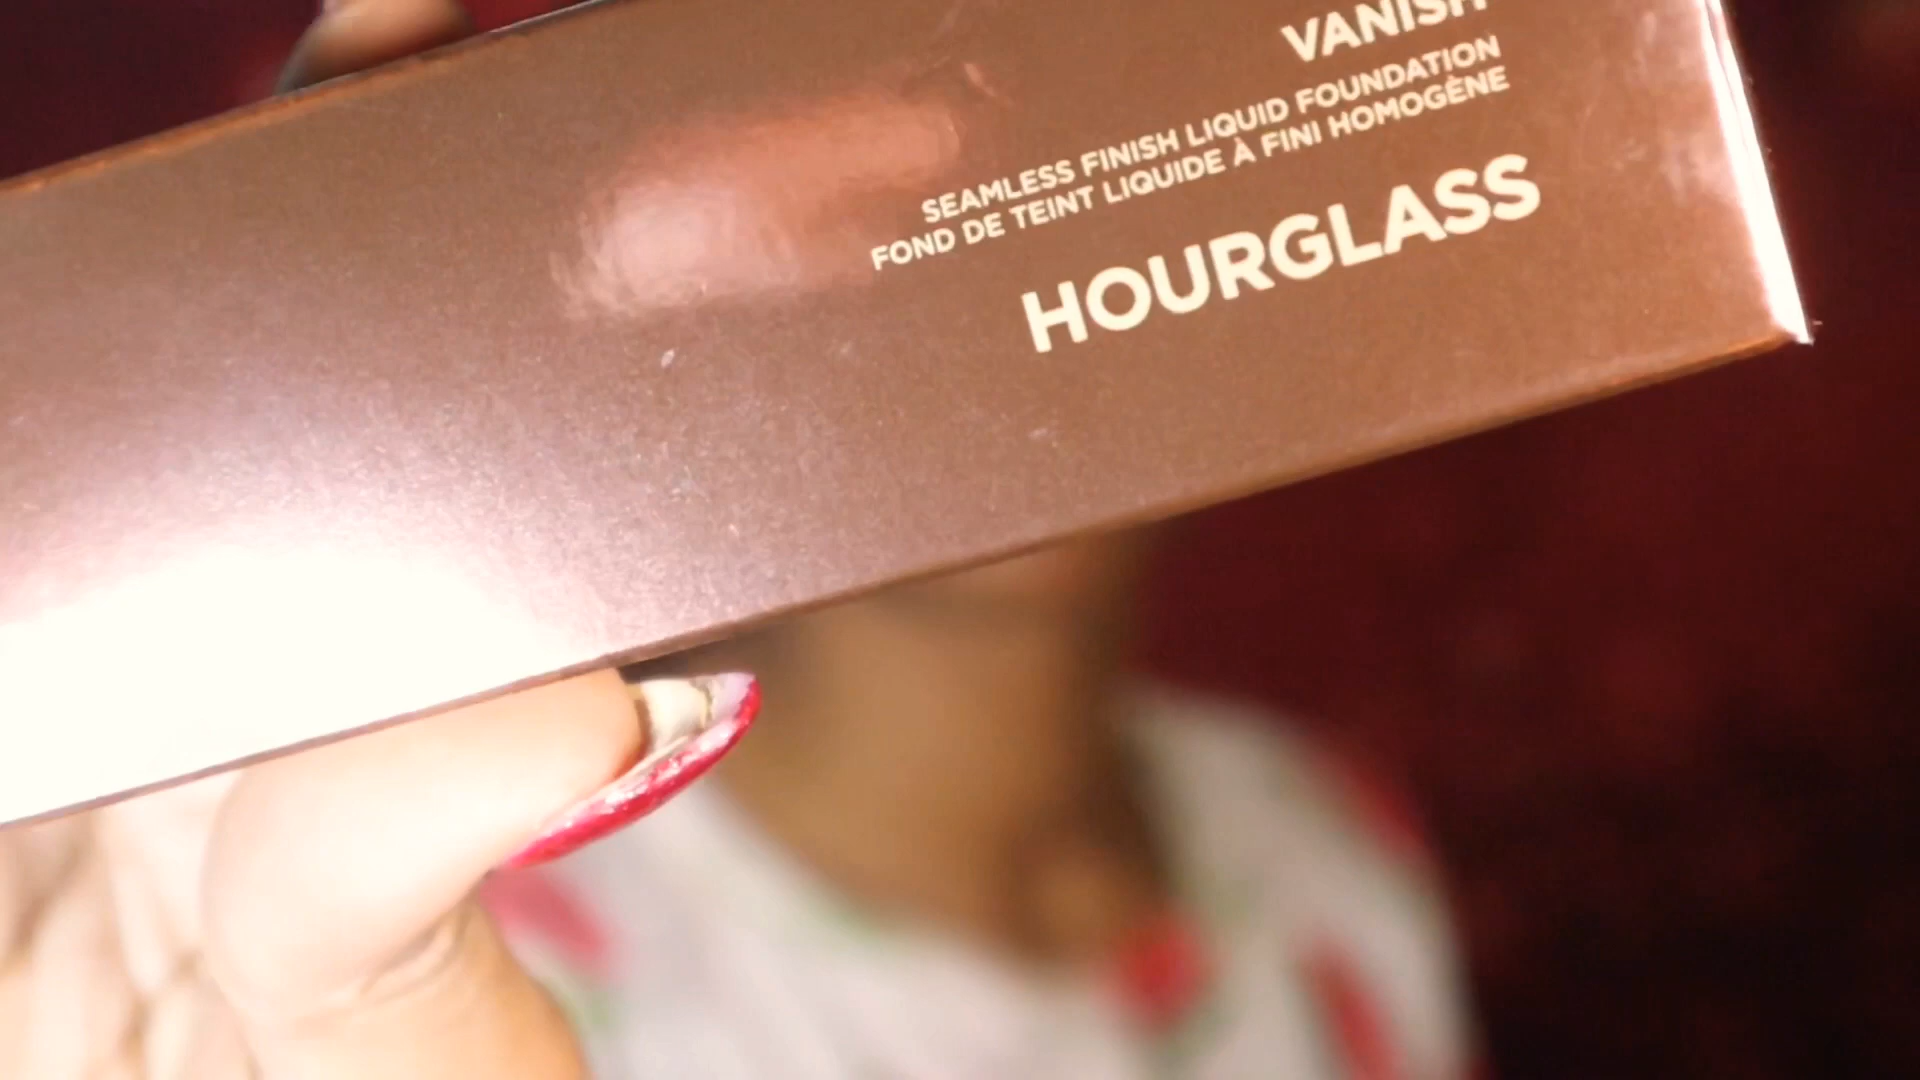 VANISH
SEAMLESS FINISH LIQUID FOUNDATION
FOND DE TEINT LIQUIDE À FINI HOMOGÈNE
HOURGLASS